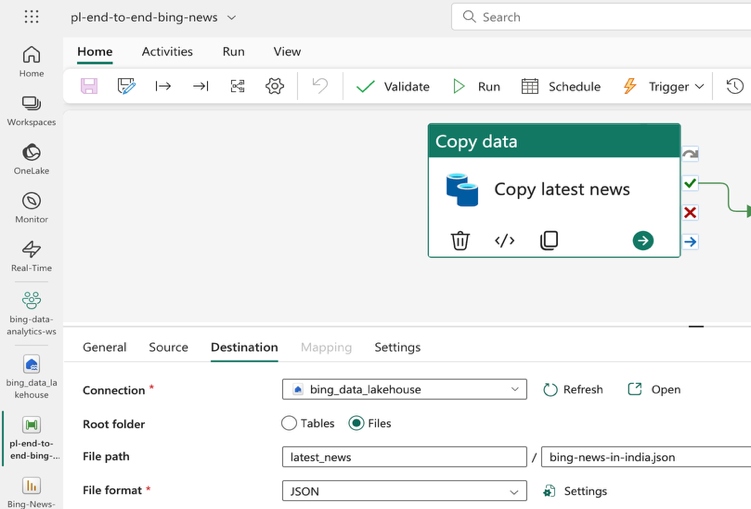 pl-end-to-end-bing-news
Search
Home
Activities
Run
View
Validate
Run
Schedule
Trigger
Home
Workspaces
OneLake
Monitor
Real-Time
bing-data-
analytics-ws
bing_data_la
kehouse
pl-end-to-
end-bing-...
Bing-News-
Copy data
Copy latest news
General
Source
Destination
Mapping
Settings
Connection *
bing_data_lakehouse
Refresh
Open
Root folder
Tables
Files
File path
latest_news
/
bing-news-in-india.json
File format *
JSON
Settings